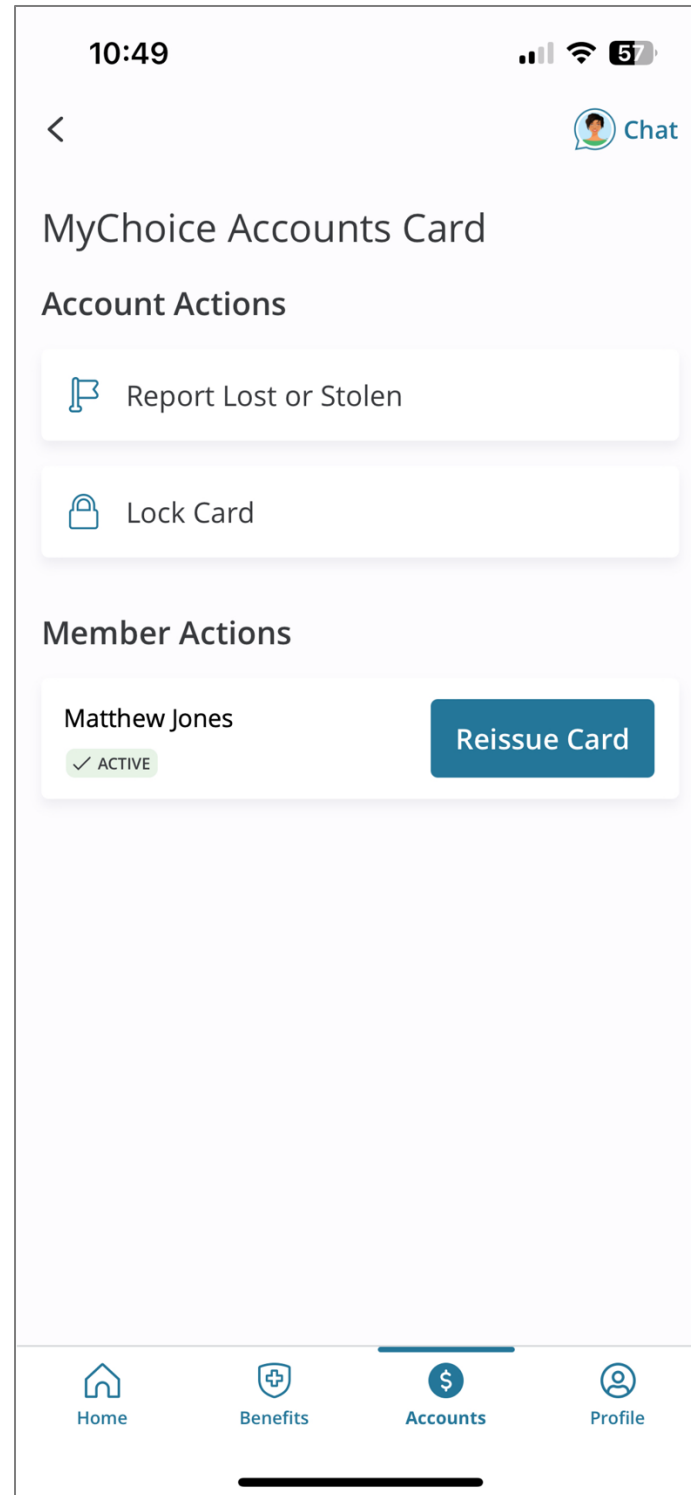 10:49
57
Chat
MyChoice Accounts Card
Account Actions
Report Lost or Stolen
Lock Card
Member Actions
Matthew Jones
ACTIVE
Reissue Card
Home
Benefits
Accounts
Profile